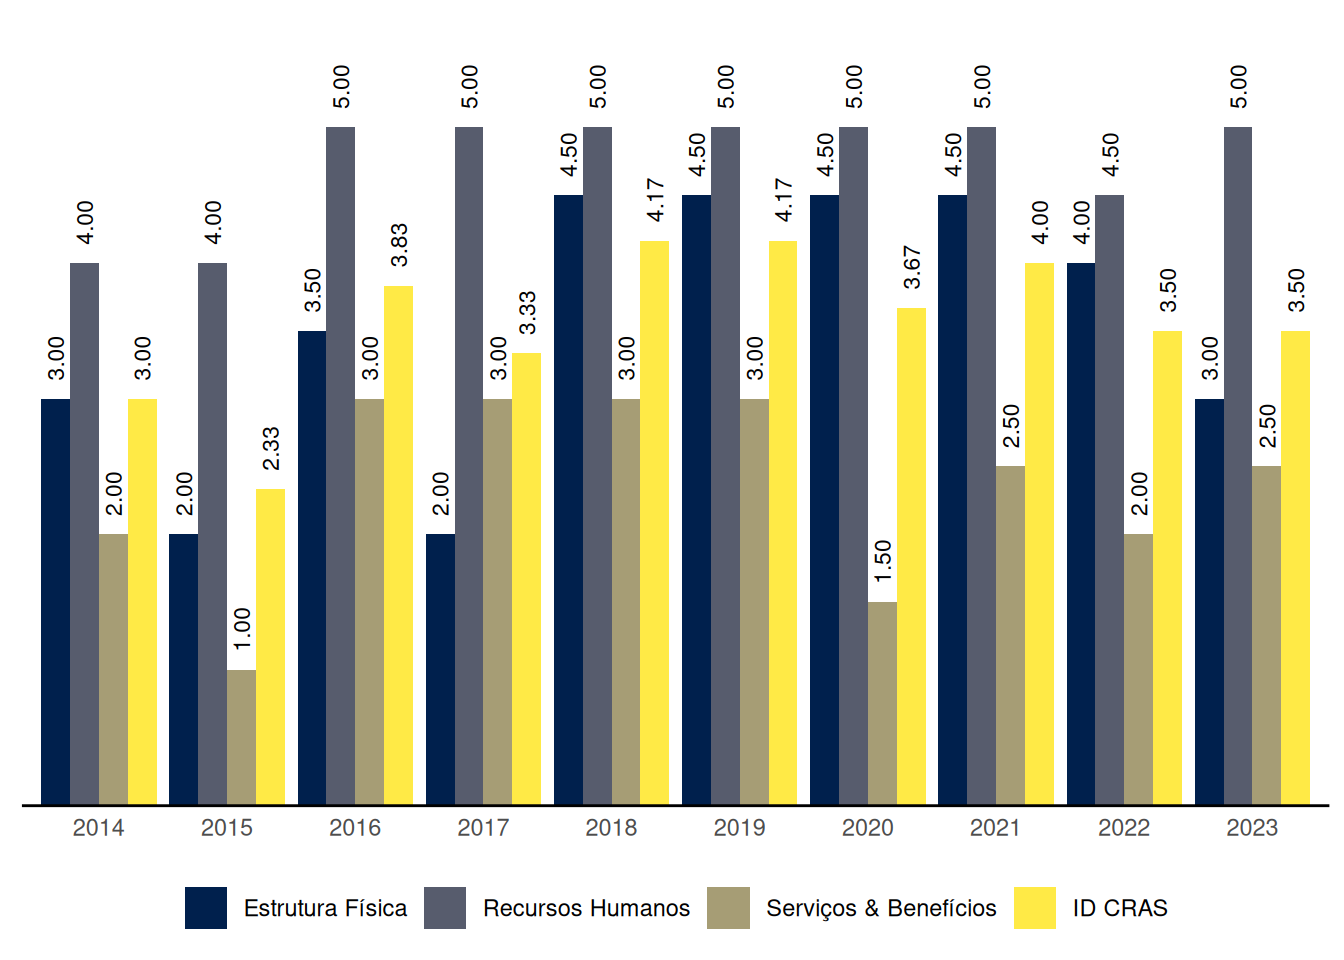 3.00 4.00 2.00 3.00
2.00 4.00 1.00 2.33
3.50 5.00 3.00 3.83
2.00 5.00 3.00 3.33
4.50 5.00 3.00 4.17
4.50 5.00 3.00 4.17
4.50 5.00 1.50 3.67
4.50 5.00 2.50 4.00
4.00 4.50 2.00 3.50
3.00 5.00 2.50 3.50
2014 2015 2016 2017 2018 2019 2020 2021 2022 2023
Estrutura Física Recursos Humanos Serviços & Benefícios ID CRAS